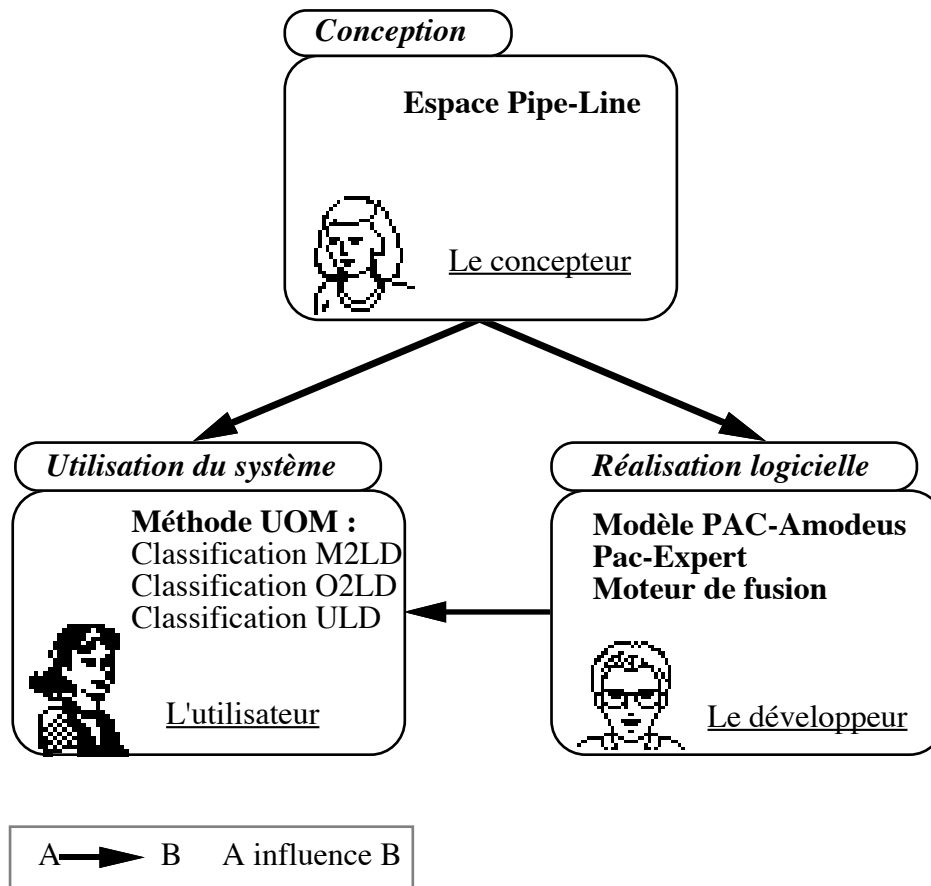 Conception
Espace Pipe-Line
Le concepteur
Utilisation du système
Méthode UOM :
Classification M2LD
Classification O2LD
Classification ULD
L'utilisateur
Réalisation logicielle
Modèle PAC-Amodeus
Pac-Expert
Moteur de fusion
Le développeur
A B A influence B